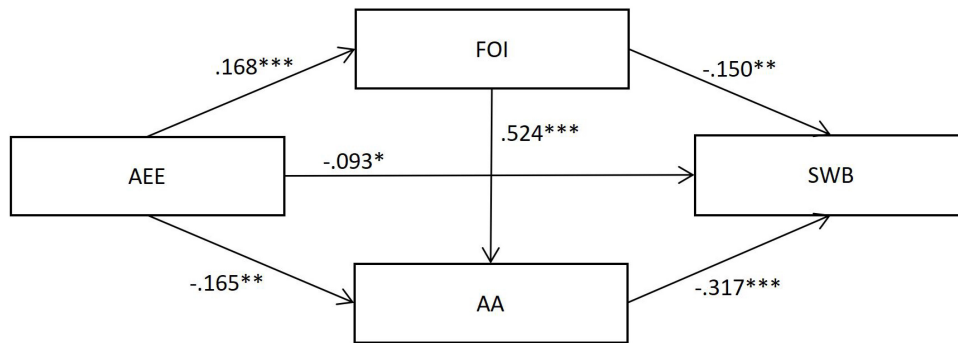 FOI
.168***
-.150**
.524***
AEE
-.093*
SWB
-.165**
AA
-.317***